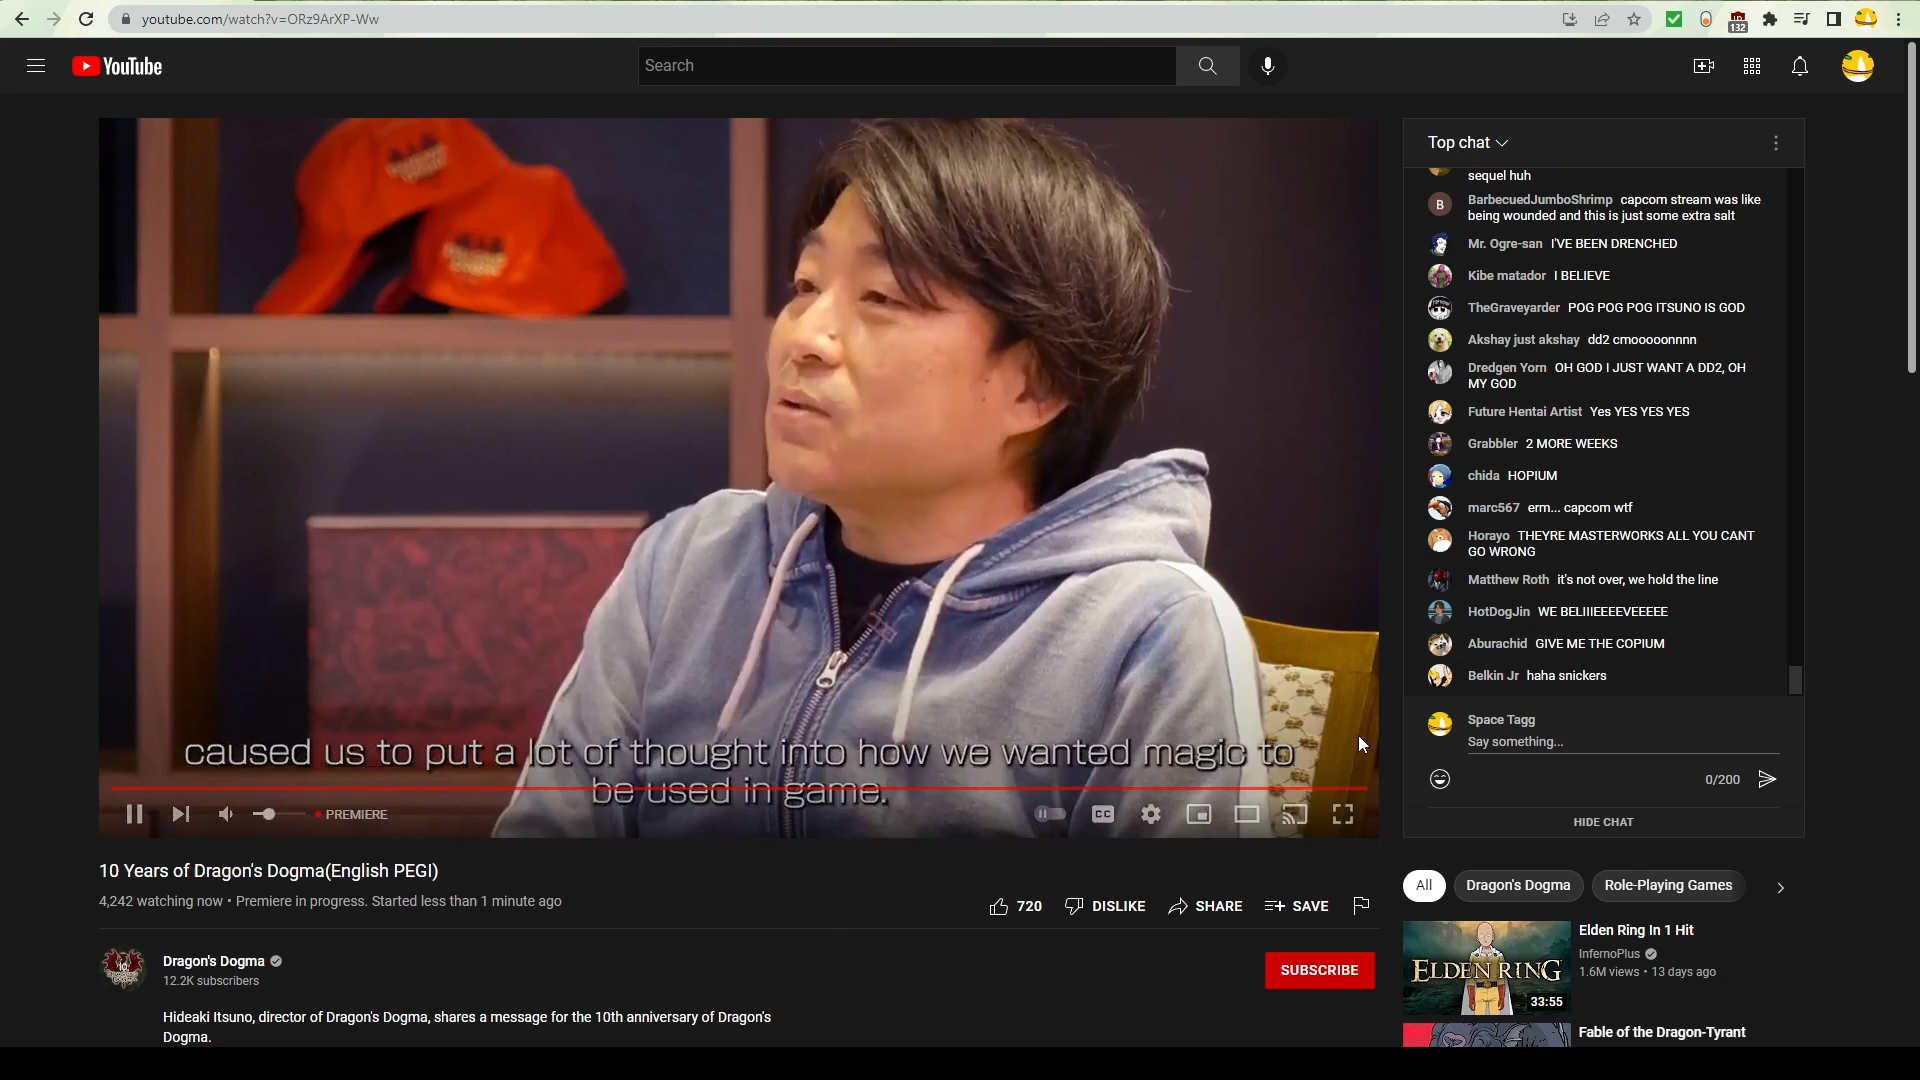 youtube.com/watch?v=ORz9ArXP-Ww
132
YouTube
Search
caused us to put a lot of thought into how we wanted magic to
be used in game.
PREMIERE
CC
10 Years of Dragon's Dogma(English PEGI)
4,242 watching now • Premiere in progress. Started less than 1 minute ago
720
DISLIKE
SHARE
SAVE
Dragon's Dogma
12.2K subscribers
SUBSCRIBE
Hideaki Itsuno, director of Dragon's Dogma, shares a message for the 10th anniversary of Dragon's
Dogma.
Top chat
sequel huh
B
BarbecuedJumboShrimp capcom stream was like
being wounded and this is just some extra salt
Mr. Ogre-san I'VE BEEN DRENCHED
Kibe matador I BELIEVE
TheGraveyarder POG POG POG ITSUNO IS GOD
Akshay just akshay dd2 cmooooonnnn
Dredgen Yorn OH GOD I JUST WANT A DD2, OH
MY GOD
Future Hentai Artist Yes YES YES YES
Grabbler 2 MORE WEEKS
chida HOPIUM
marc567 erm... capcom wtf
Horayo THEYRE MASTERWORKS ALL YOU CANT
GO WRONG
Matthew Roth it's not over, we hold the line
HotDogJin WE BELIIIEEEEVEEEEE
Aburachid GIVE ME THE COPIUM
Belkin Jr haha snickers
Space Tagg
Say something...
0/200
HIDE CHAT
All
Dragon's Dogma
Role-Playing Games
ELDEN RING
33:55
Elden Ring In 1 Hit
InfernoPlus
1.6M views • 13 days ago
Fable of the Dragon-Tyrant